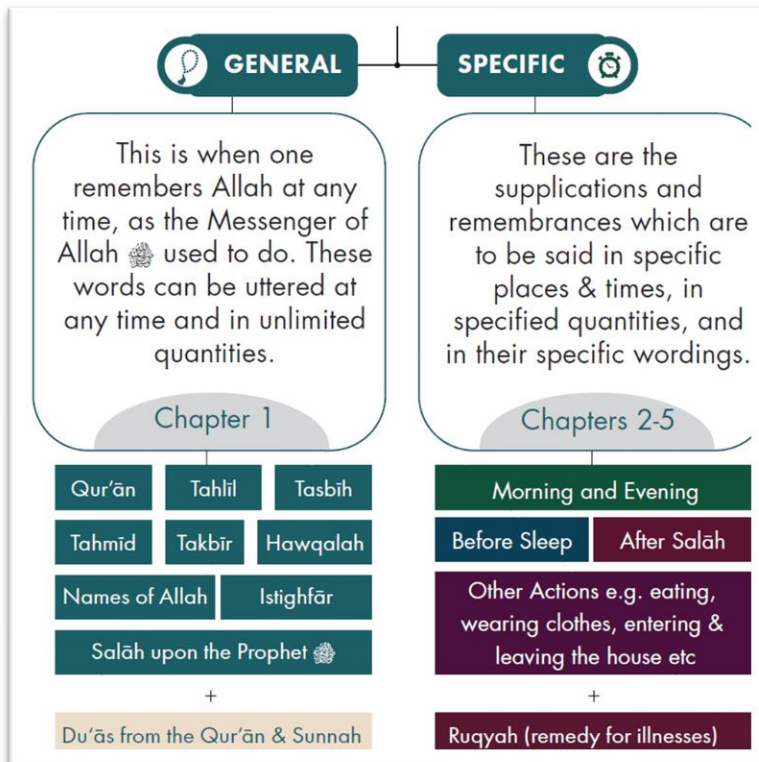 GENERAL
This is when one
remembers Allah at any
time, as the Messenger of
Allah ﷺ used to do. These
words can be uttered at
any time and in unlimited
quantities.
Chapter 1
Qur’ān
Tahlīl
Tasbīh
Tahmīd
Takbīr
Hawqalah
Names of Allah
Istighfār
Salāh upon the Prophet ﷺ
+
Du‘ās from the Qur’ān & Sunnah
SPECIFIC
These are the
supplications and
remembrances which are
to be said in specific
places & times, in
specified quantities, and
in their specific wordings.
Chapters 2-5
Morning and Evening
Before Sleep
After Salāh
Other Actions e.g. eating,
wearing clothes, entering &
leaving the house etc
+
Ruqyah (remedy for illnesses)